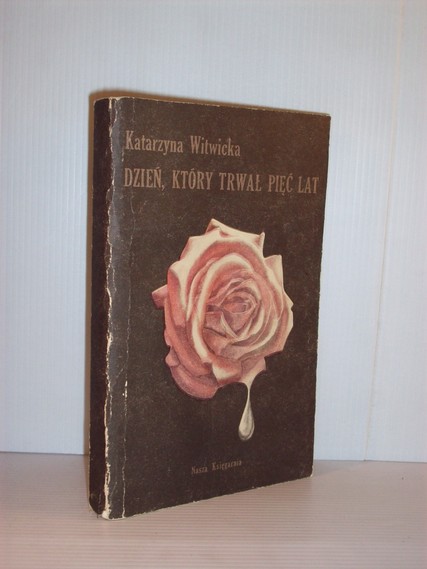 Katarzyna Witwicka
DZIEŃ, KTÓRY TRWAŁ PIĘĆ LAT
Nasza Księgarnia